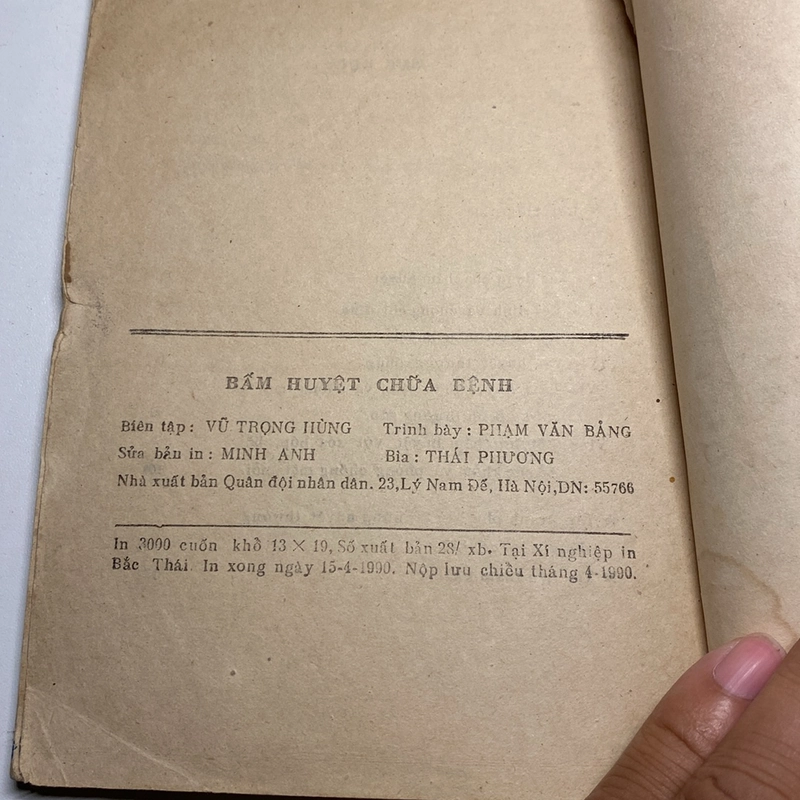 BẤM HUYỆT CHỮA BỆNH
Biên tập: VŨ TRỌNG HÙNG Trình bày: PHẠM VĂN BẢNG
Sửa bản in: MINH ANH Bìa: THÁI PHƯƠNG
Nhà xuất bản Quân đội nhân dân. 23,Lý Nam Đế, Hà Nội,DN: 55766
In 3000 cuốn khổ 13 × 19, Số xuất bản 28/ xb. Tại Xí nghiệp in
Bắc Thái. In xong ngày 15-4-1990. Nộp lưu chiểu tháng 4-1990.